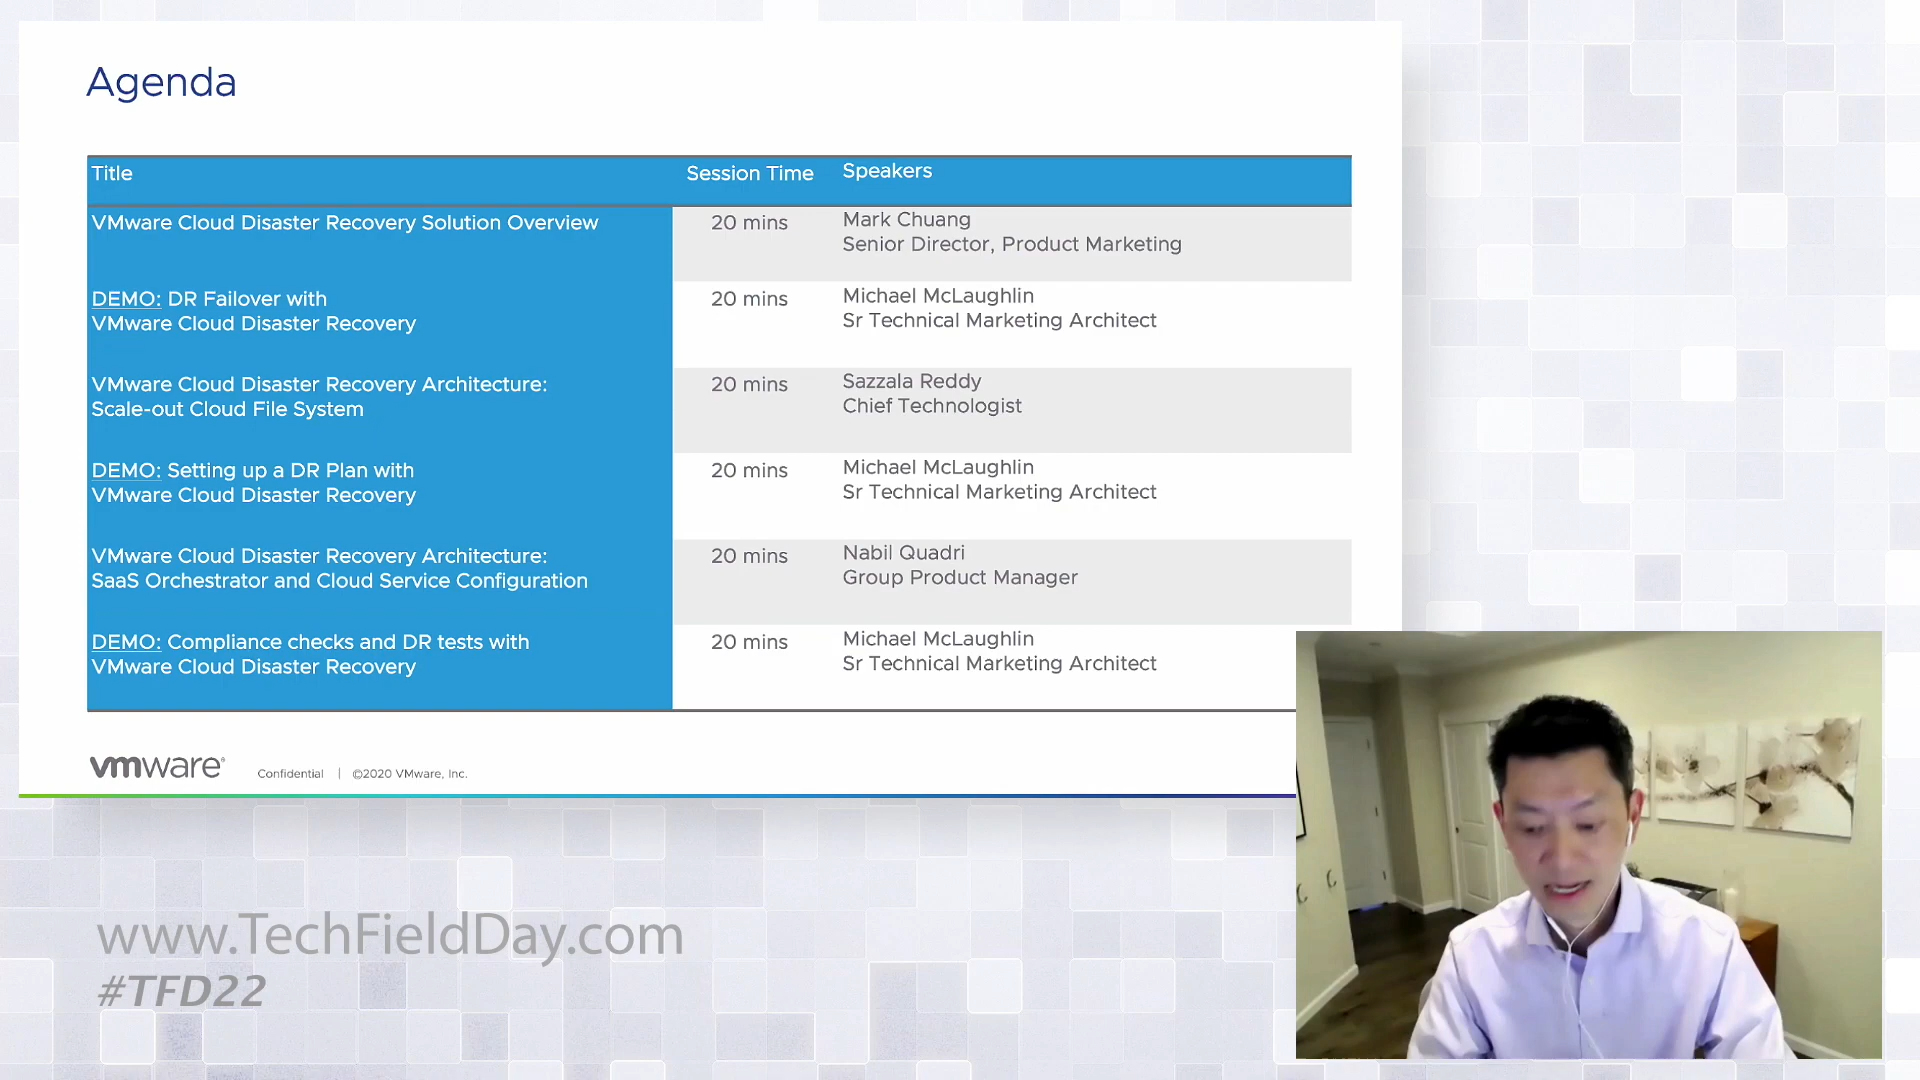 Agenda
Title Session Time Speakers
VMware Cloud Disaster Recovery Solution Overview 20 mins Mark Chuang
Senior Director, Product Marketing
DEMO: DR Failover with 20 mins Michael McLaughlin
VMware Cloud Disaster Recovery Sr Technical Marketing Architect
VMware Cloud Disaster Recovery Architecture: 20 mins Sazzala Reddy
Scale-out Cloud File System Chief Technologist
DEMO: Setting up a DR Plan with 20 mins Michael McLaughlin
VMware Cloud Disaster Recovery Sr Technical Marketing Architect
VMware Cloud Disaster Recovery Architecture: 20 mins Nabil Quadri
SaaS Orchestrator and Cloud Service Configuration Group Product Manager
DEMO: Compliance checks and DR tests with 20 mins Michael McLaughlin
VMware Cloud Disaster Recovery Sr Technical Marketing Architect
vmware® Confidential | ©2020 VMware, Inc.
www.TechFieldDay.com
#TFD22